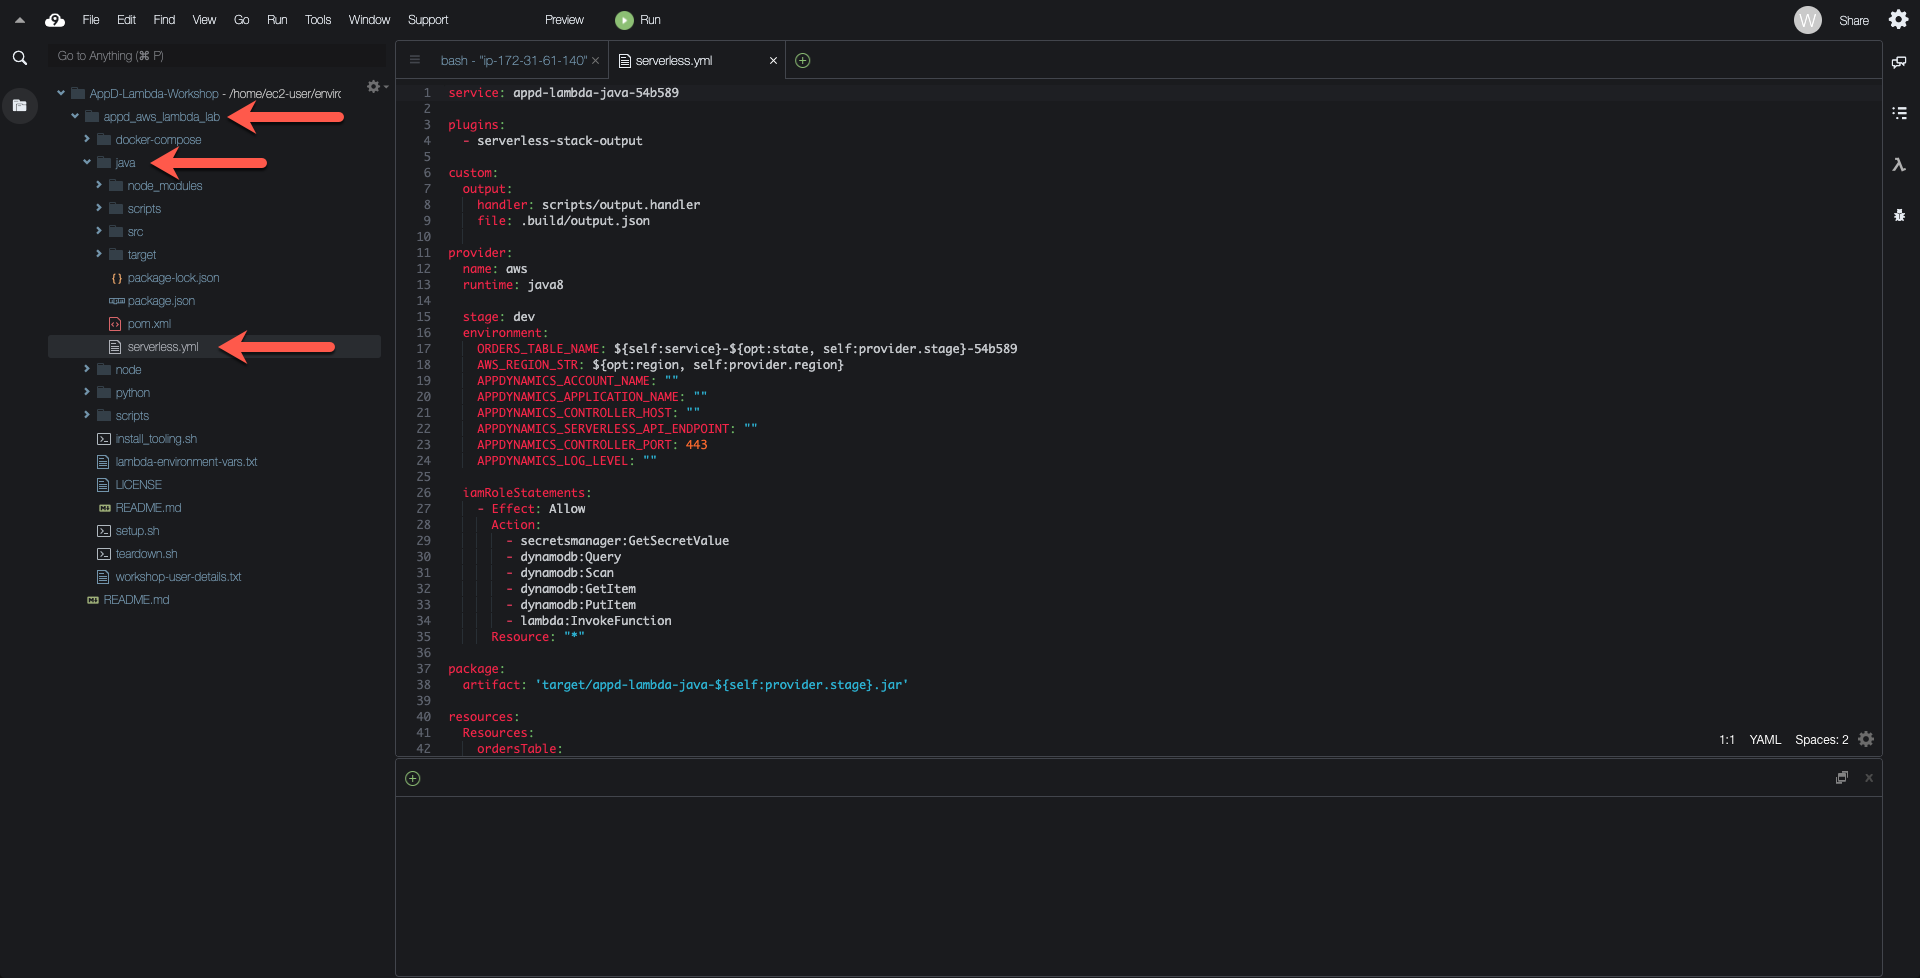 File Edit Find View Go Run Tools Window Support Preview Run W Share
Go to Anything (⌘ P)
AppD-Lambda-Workshop - /home/ec2-user/envirc
appd_aws_lambda_lab
docker-compose
java
node_modules
scripts
src
target
package-lock.json
package.json
pom.xml
serverless.yml
node
python
scripts
install_tooling.sh
lambda-environment-vars.txt
LICENSE
README.md
setup.sh
teardown.sh
workshop-user-details.txt
README.md
bash - "ip-172-31-61-140" × serverless.yml ×
1 service: appd-lambda-java-54b589
2
3 plugins:
4 - serverless-stack-output
5
6 custom:
7 output:
8 handler: scripts/output.handler
9 file: .build/output.json
10
11 provider:
12 name: aws
13 runtime: java8
14
15 stage: dev
16 environment:
17 ORDERS_TABLE_NAME: ${self:service}-${opt:state, self:provider.stage}-54b589
18 AWS_REGION_STR: ${opt:region, self:provider.region}
19 APPDYNAMICS_ACCOUNT_NAME: ""
20 APPDYNAMICS_APPLICATION_NAME: ""
21 APPDYNAMICS_CONTROLLER_HOST: ""
22 APPDYNAMICS_SERVERLESS_API_ENDPOINT: ""
23 APPDYNAMICS_CONTROLLER_PORT: 443
24 APPDYNAMICS_LOG_LEVEL: ""
25
26 iamRoleStatements:
27 - Effect: Allow
28 Action:
29 - secretsmanager:GetSecretValue
30 - dynamodb:Query
31 - dynamodb:Scan
32 - dynamodb:GetItem
33 - dynamodb:PutItem
34 - lambda:InvokeFunction
35 Resource: "*"
36
37 package:
38 artifact: 'target/appd-lambda-java-${self:provider.stage}.jar'
39
40 resources:
41 Resources:
42 ordersTable:
1:1 YAML Spaces: 2